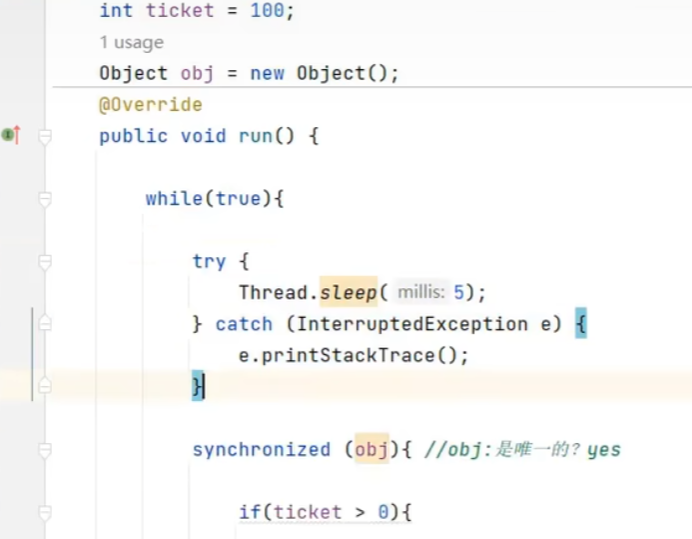 int ticket = 100;
1 usage
Object obj = new Object();
@Override
public void run() {
while(true){
try {
Thread.sleep( millis: 5);
} catch (InterruptedException e) {
e.printStackTrace();
}
synchronized (obj){ //obj:是唯一的? yes
if(ticket > 0){